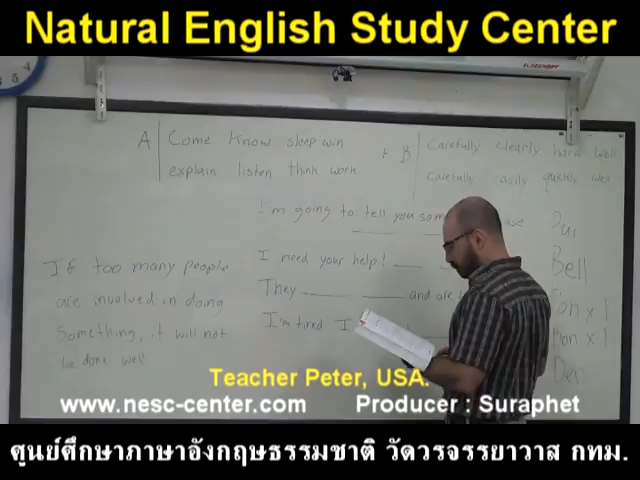 Natural English Study Center
A Come know sleep win + B Carefully clearly hard well
explain listen think work Carefully easily quickly well
I'm going to tell you
I need your help!
Bell
They and are
I'm tired I
If too many people
are involved in doing
something, it will not
be done well
Teacher Peter, USA.
www.nesc-center.com Producer : Suraphet
ศูนย์ศึกษาภาษาอังกฤษธรรมชาติ วัดวรจรรยาวาส กทม.